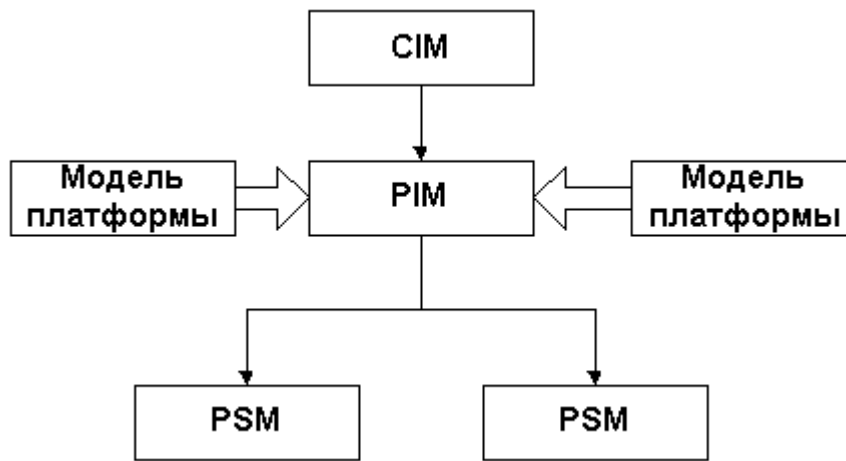 CIM
Модель
платформы
PIM
Модель
платформы
PSM
PSM